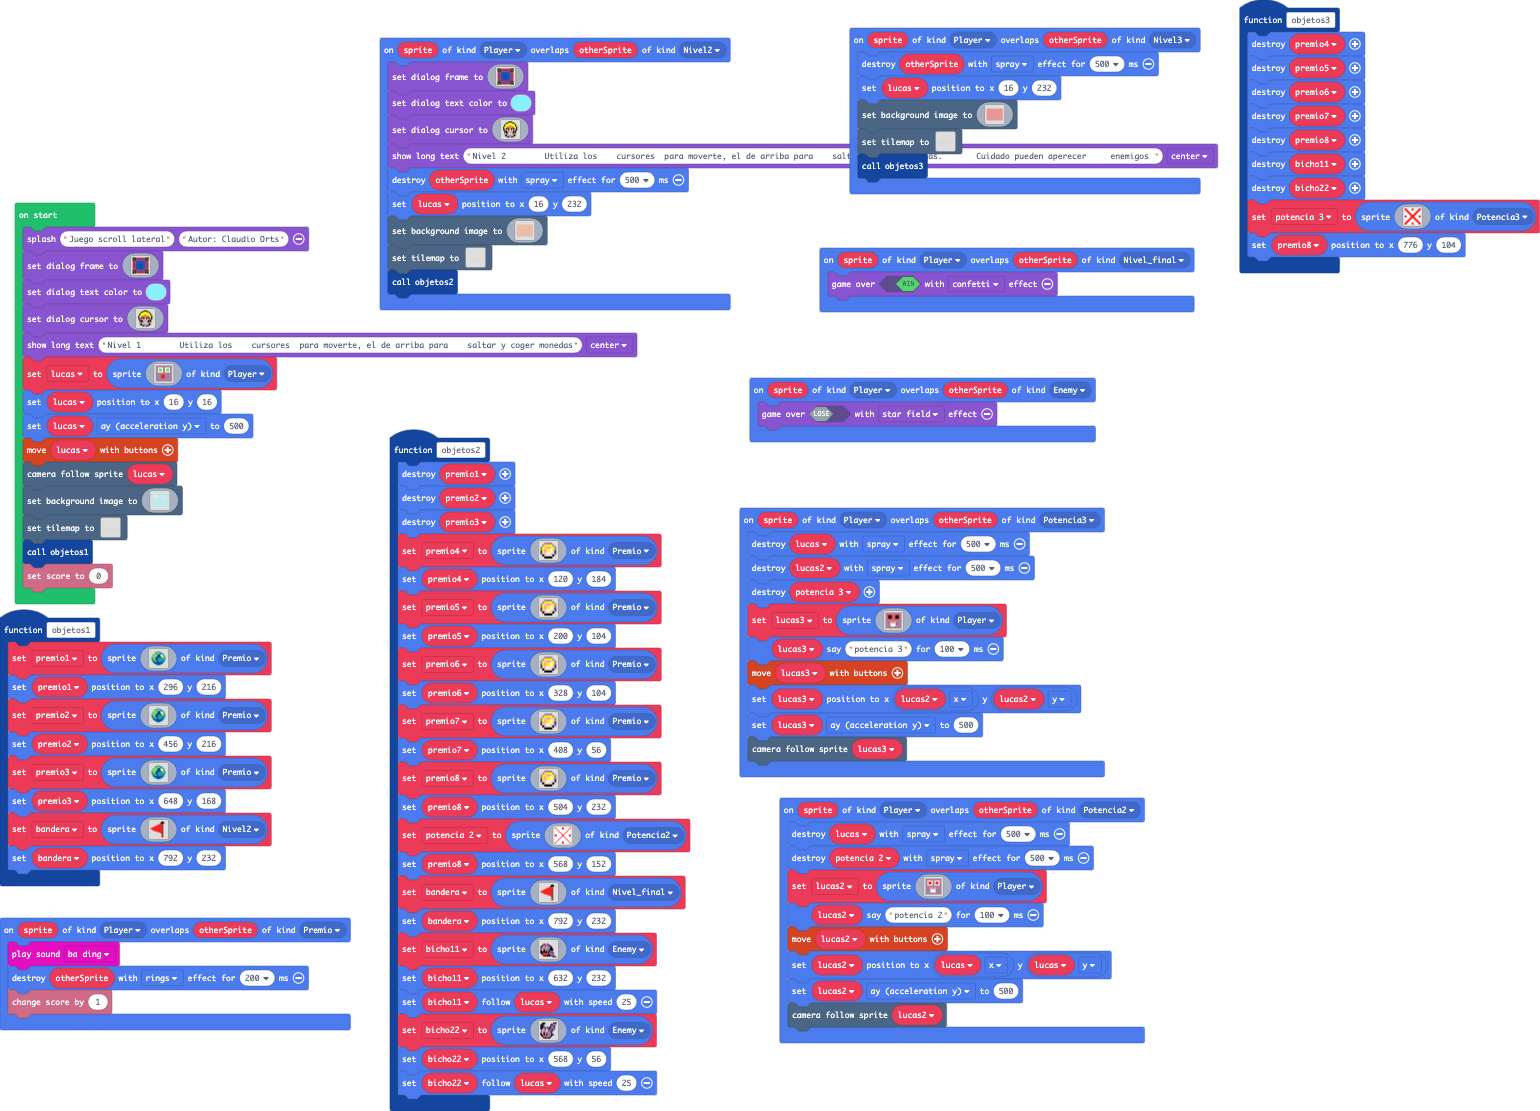 on start
splash "Juego scroll lateral" "Autor: Claudio Orts"
set dialog frame to
set dialog text color to
set dialog cursor to
show long text "Nivel 1 Utiliza los cursores para moverte, el de arriba para saltar y coger monedas" center
set lucas to sprite of kind Player
set lucas position to x 16 y 16
set lucas ay (acceleration y) to 500
move lucas with buttons
camera follow sprite lucas
set background image to
set tilemap to
call objetos1
set score to 0
function objetos1
set premio1 to sprite of kind Premio
set premio1 position to x 296 y 216
set premio2 to sprite of kind Premio
set premio2 position to x 456 y 216
set premio3 to sprite of kind Premio
set premio3 position to x 648 y 168
set bandera to sprite of kind Nivel2
set bandera position to x 792 y 232
on sprite of kind Player overlaps otherSprite of kind Premio
play sound ba ding
destroy otherSprite with rings effect for 200 ms
change score by 1
on sprite of kind Player overlaps otherSprite of kind Nivel2
set dialog frame to
set dialog text color to
set dialog cursor to
show long text "Nivel 2 Utiliza los cursores para moverte, el de arriba para Cuidado pueden aparecer enemigos " center
destroy otherSprite with spray effect for 500 ms
set lucas position to x 16 y 232
set background image to
set tilemap to
call objetos2
function objetos2
destroy premio1
destroy premio2
destroy premio3
set premio4 to sprite of kind Premio
set premio4 position to x 120 y 184
set premio5 to sprite of kind Premio
set premio5 position to x 200 y 104
set premio6 to sprite of kind Premio
set premio6 position to x 328 y 104
set premio7 to sprite of kind Premio
set premio7 position to x 408 y 56
set premio8 to sprite of kind Premio
set premio8 position to x 504 y 232
set potencia 2 to sprite of kind Potencia2
set premio8 position to x 568 y 152
set bandera to sprite of kind Nivel_final
set bandera position to x 792 y 232
set bicho11 to sprite of kind Enemy
set bicho11 position to x 632 y 232
set bicho11 follow lucas with speed 25
set bicho22 to sprite of kind Enemy
set bicho22 position to x 568 y 56
set bicho22 follow lucas with speed 25
on sprite of kind Player overlaps otherSprite of kind Nivel3
destroy otherSprite with spray effect for 500 ms
set lucas position to x 16 y 232
set background image to
set tilemap to
call objetos3
on sprite of kind Player overlaps otherSprite of kind Nivel_final
game over WIN with confetti effect
on sprite of kind Player overlaps otherSprite of kind Enemy
game over LOSE with star field effect
on sprite of kind Player overlaps otherSprite of kind Potencia3
destroy lucas with spray effect for 500 ms
destroy lucas2 with spray effect for 500 ms
destroy potencia 3
set lucas3 to sprite of kind Player
lucas3 say "potencia 3" for 100 ms
move lucas3 with buttons
set lucas3 position to x lucas2 x y lucas2 y
set lucas3 ay (acceleration y) to 500
camera follow sprite lucas3
on sprite of kind Player overlaps otherSprite of kind Potencia2
destroy lucas with spray effect for 500 ms
destroy potencia 2 with spray effect for 500 ms
set lucas2 to sprite of kind Player
lucas2 say "potencia 2" for 100 ms
move lucas2 with buttons
set lucas2 position to x lucas x y lucas y
set lucas2 ay (acceleration y) to 500
camera follow sprite lucas2
function objetos3
destroy premio4
destroy premio5
destroy premio6
destroy premio7
destroy premio8
destroy bicho11
destroy bicho22
set potencia 3 to sprite of kind Potencia3
set premio8 position to x 776 y 104